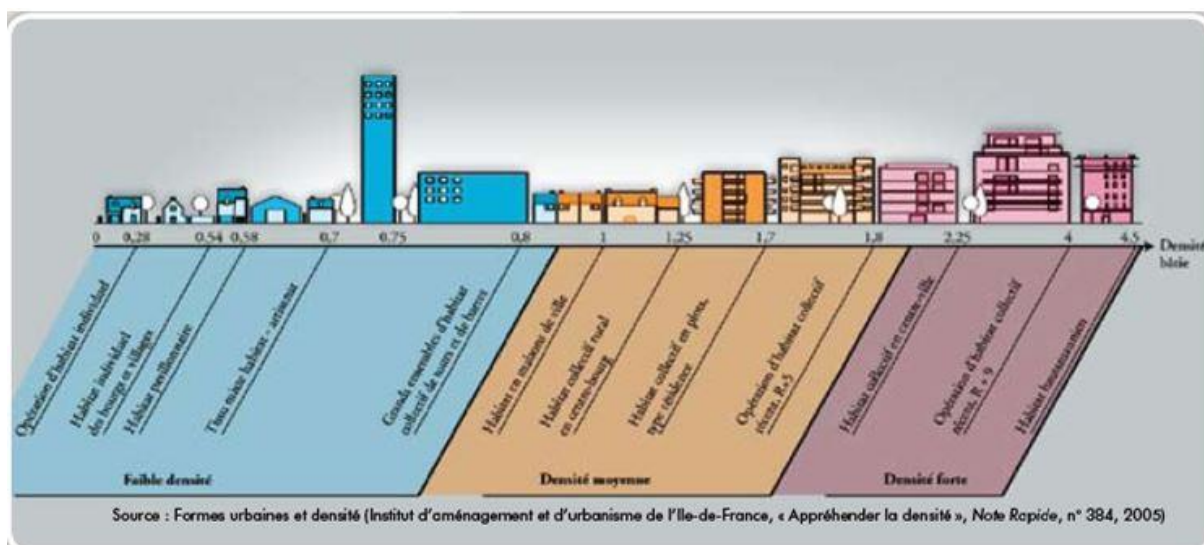 0
0,28
0,54
0,58
0,7
0,75
0,8
1
1,25
1,7
1,8
2,25
4
4,5
Densité
bâtie
Opération d'habitat individuel
Habitat individuel
des bourgs et villages
Habitat pavillonnaire
Tissu mixte habitat - artisanat
Grands ensembles d'habitat
collectif de tours et de barres
Habitat en maisons de ville
Habitat collectif rural
en centre-bourg
Habitat collectif en plots,
type résidence
Opération d'habitat collectif
récente, R+5
Habitat collectif en centre-ville
Opération d'habitat collectif
récente, R + 9
Habitat haussmannien
Faible densité
Densité moyenne
Densité forte
Source : Formes urbaines et densité (Institut d'aménagement et d'urbanisme de l'Ile-de-France, « Appréhender la densité », Note Rapide, n° 384, 2005)